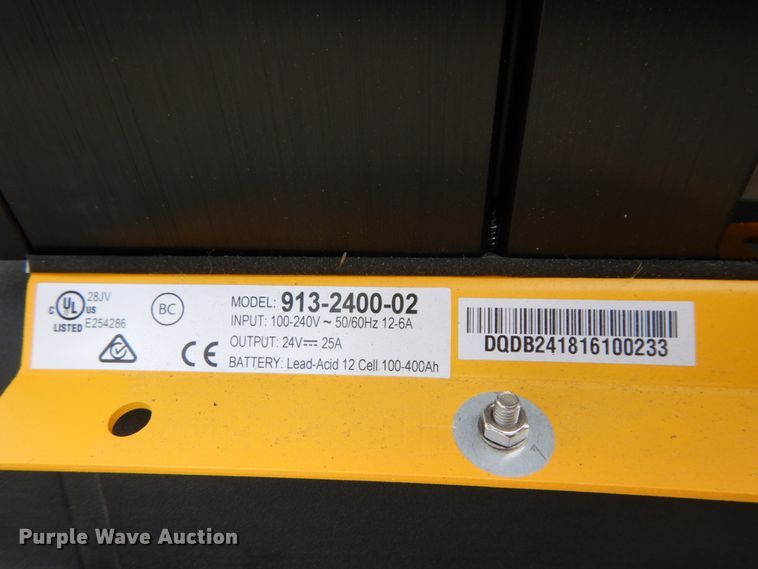 C UL US
LISTED
28JV
E254286
BC
CE
MODEL: 913-2400-02
INPUT: 100-240V ~ 50/60Hz 12-6A
OUTPUT: 24V⎓ 25A
BATTERY: Lead-Acid 12 Cell 100-400Ah
DQDB241816100233
Purple Wave Auction